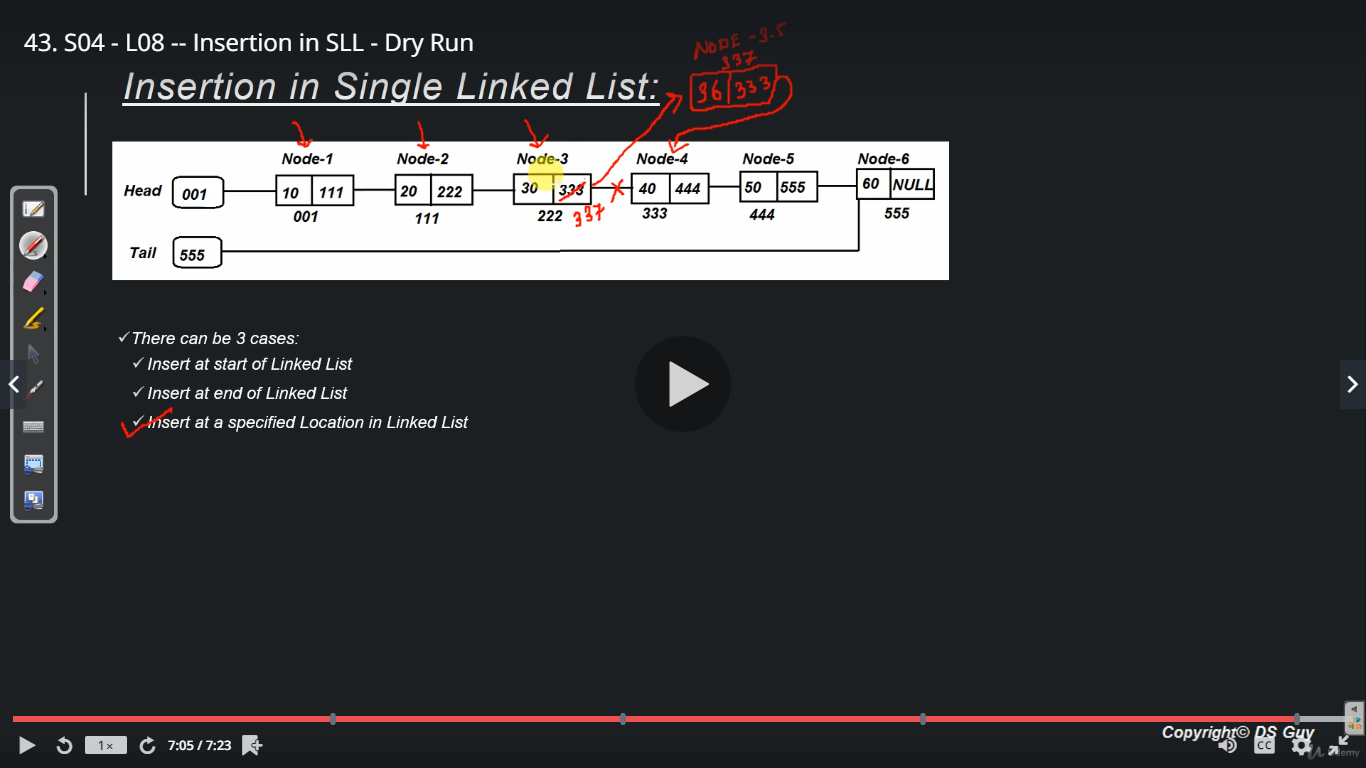 43. S04 - L08 -- Insertion in SLL - Dry Run
NODE - 3.5
337
Insertion in Single Linked List:
36 333
Node-1 Node-2 Node-3 Node-4 Node-5 Node-6
Head 001 10 111 20 222 30 333 40 444 50 555 60 NULL
001 111 222 337 333 444 555
Tail 555
✓There can be 3 cases:
✓Insert at start of Linked List
✓Insert at end of Linked List
✓Insert at a specified Location in Linked List
Copyright© DS Guy
1x 7:05 / 7:23 CC